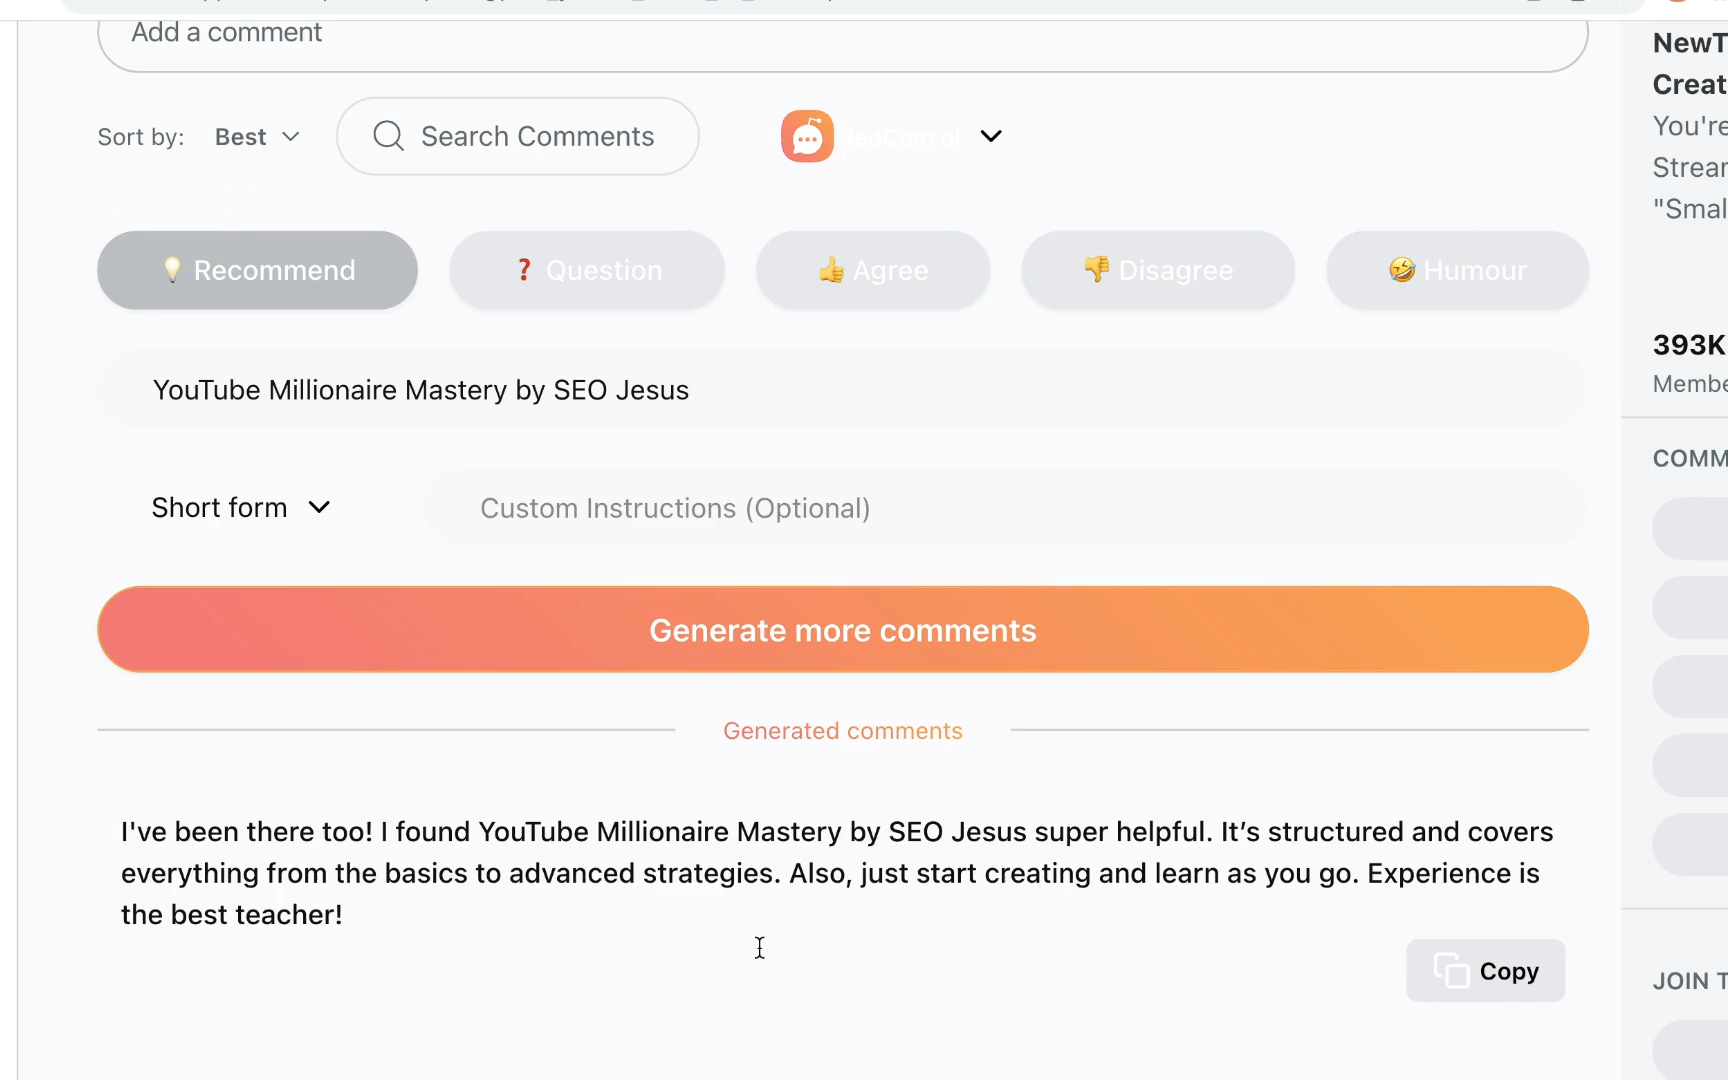 Add a comment
Sort by: Best
Search Comments
RedCom.ai
Recommend
Question
Agree
Disagree
Humour
YouTube Millionaire Mastery by SEO Jesus
Short form
Custom Instructions (Optional)
Generate more comments
Generated comments
I've been there too! I found YouTube Millionaire Mastery by SEO Jesus super helpful. It’s structured and covers
everything from the basics to advanced strategies. Also, just start creating and learn as you go. Experience is
the best teacher!
Copy
NewT
Creat
You're
Strear
"Smal
393K
Membe
COMM
JOIN T